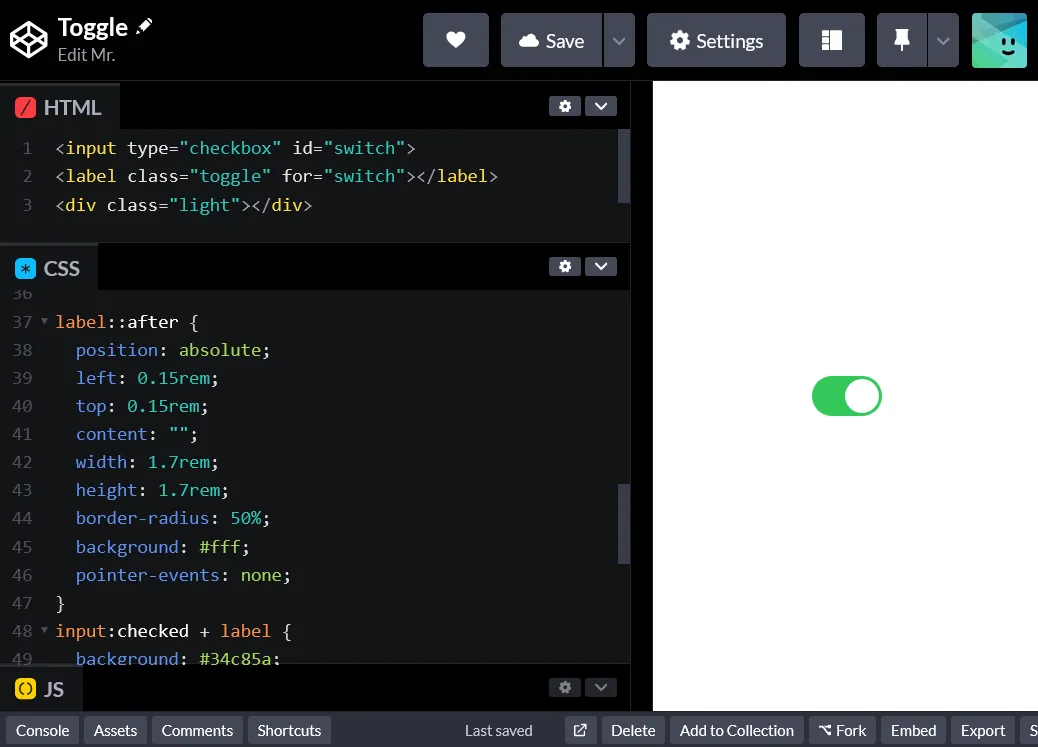 Toggle
Edit Mr.
Save
Settings
HTML
1 <input type="checkbox" id="switch">
2 <label class="toggle" for="switch"></label>
3 <div class="light"></div>
CSS
36
37 label::after {
38 position: absolute;
39 left: 0.15rem;
40 top: 0.15rem;
41 content: "";
42 width: 1.7rem;
43 height: 1.7rem;
44 border-radius: 50%;
45 background: #fff;
46 pointer-events: none;
47 }
48 input:checked + label {
49 background: #34c85a;
JS
Console Assets Comments Shortcuts Last saved Delete Add to Collection Fork Embed Export S